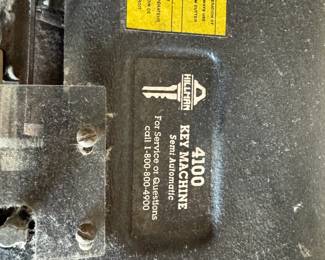 HILLMAN
4100
KEY MACHINE
Semi Automatic
For Service or Questions
call 1-800-800-4900